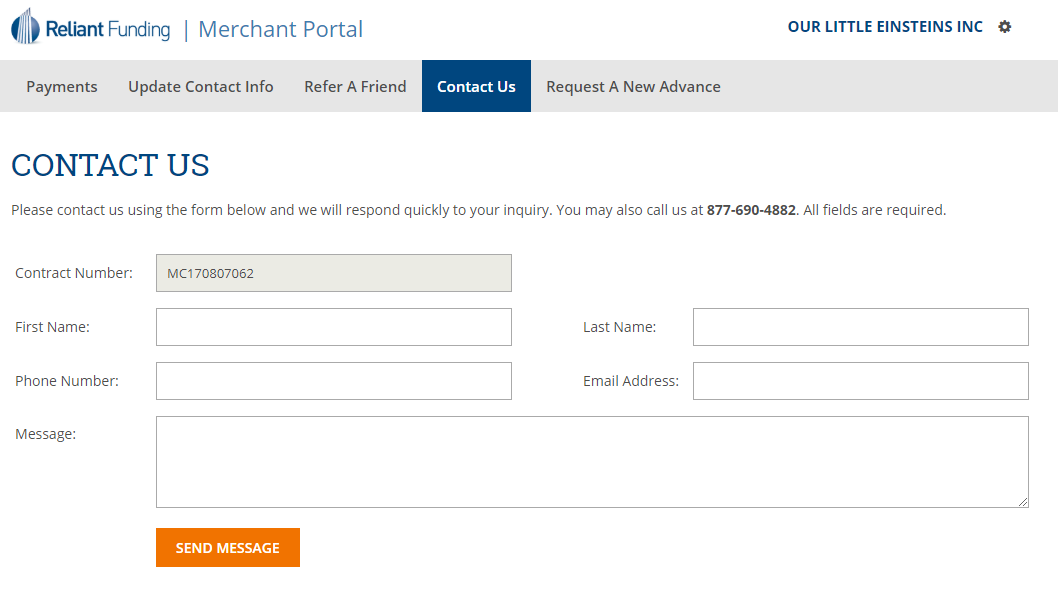 Reliant Funding | Merchant Portal
OUR LITTLE EINSTEINS INC
Payments Update Contact Info Refer A Friend Contact Us Request A New Advance
CONTACT US
Please contact us using the form below and we will respond quickly to your inquiry. You may also call us at 877-690-4882. All fields are required.
Contract Number: MC170807062
First Name: Last Name:
Phone Number: Email Address:
Message:
SEND MESSAGE